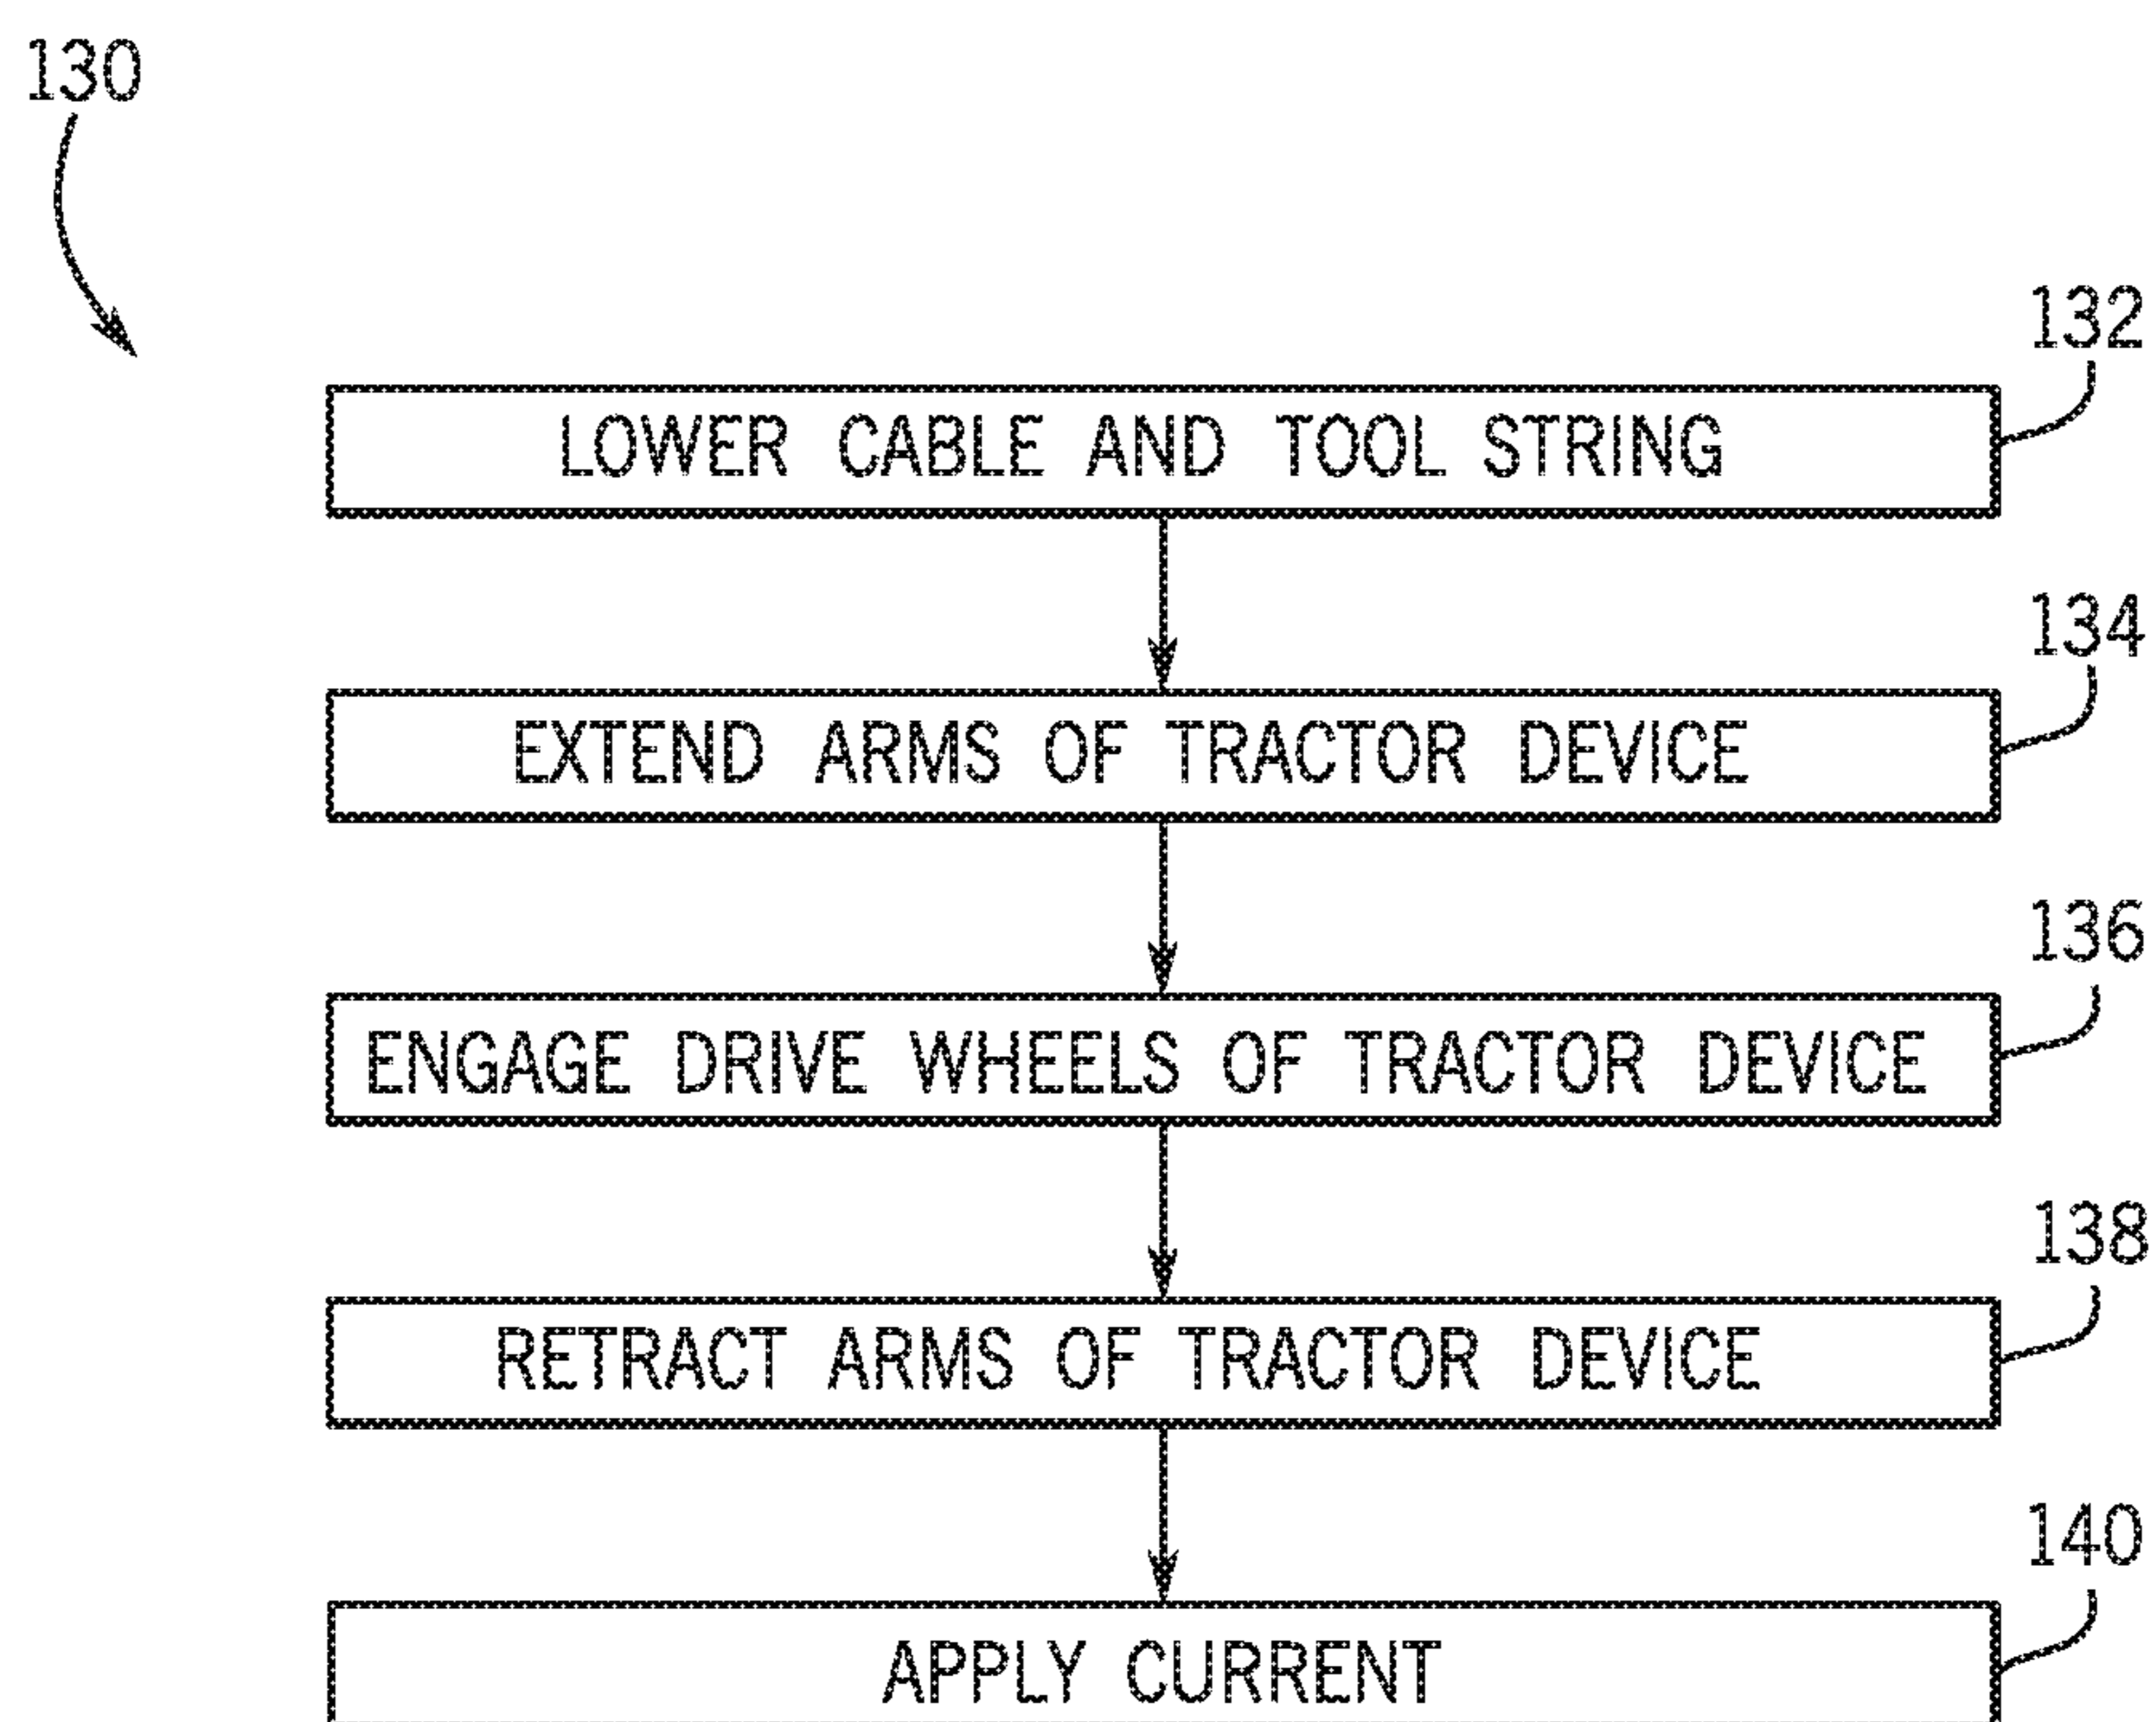 130
132
LOWER CABLE AND TOOL STRING
134
EXTEND ARMS OF TRACTOR DEVICE
136
ENGAGE DRIVE WHEELS OF TRACTOR DEVICE
138
RETRACT ARMS OF TRACTOR DEVICE
140
APPLY CURRENT